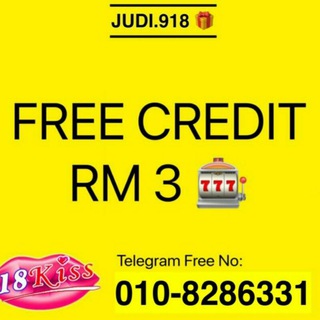 JUDI.918 🎁
FREE CREDIT
RM 3 🎰
18Kiss
Telegram Free No:
010-8286331